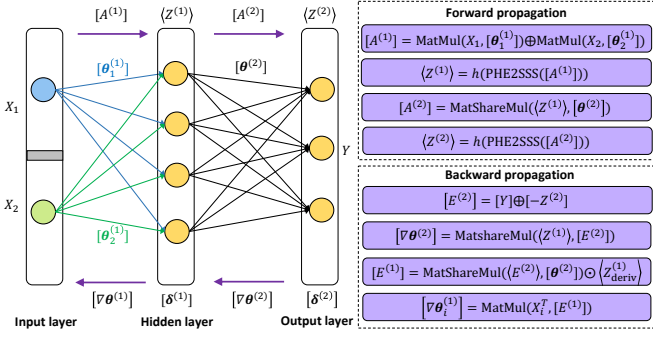 [A⁽¹⁾]
⟨Z⁽¹⁾⟩
[A⁽²⁾]
⟨Z⁽²⁾⟩
[θ₁⁽¹⁾]
[θ⁽²⁾]
X₁
Y
X₂
[θ₂⁽¹⁾]
[∇θ⁽¹⁾]
[δ⁽¹⁾]
[∇θ⁽²⁾]
[δ⁽²⁾]
Input layer
Hidden layer
Output layer
Forward propagation
[A⁽¹⁾] = MatMul(X₁, [θ₁⁽¹⁾])⊕MatMul(X₂, [θ₂⁽¹⁾])
⟨Z⁽¹⁾⟩ = h(PHE2SSS([A⁽¹⁾]))
[A⁽²⁾] = MatShareMul(⟨Z⁽¹⁾⟩, [θ⁽²⁾])
⟨Z⁽²⁾⟩ = h(PHE2SSS([A⁽²⁾]))
Backward propagation
[E⁽²⁾] = [Y]⊕[−Z⁽²⁾]
[∇θ⁽²⁾] = MatshareMul(⟨Z⁽¹⁾⟩, [E⁽²⁾])
[E⁽¹⁾] = MatShareMul(⟨E⁽²⁾⟩, [θ⁽²⁾])⊙⟨Z_deriv⁽¹⁾⟩
[∇θᵢ⁽¹⁾] = MatMul(Xᵢᵀ, [E⁽¹⁾])